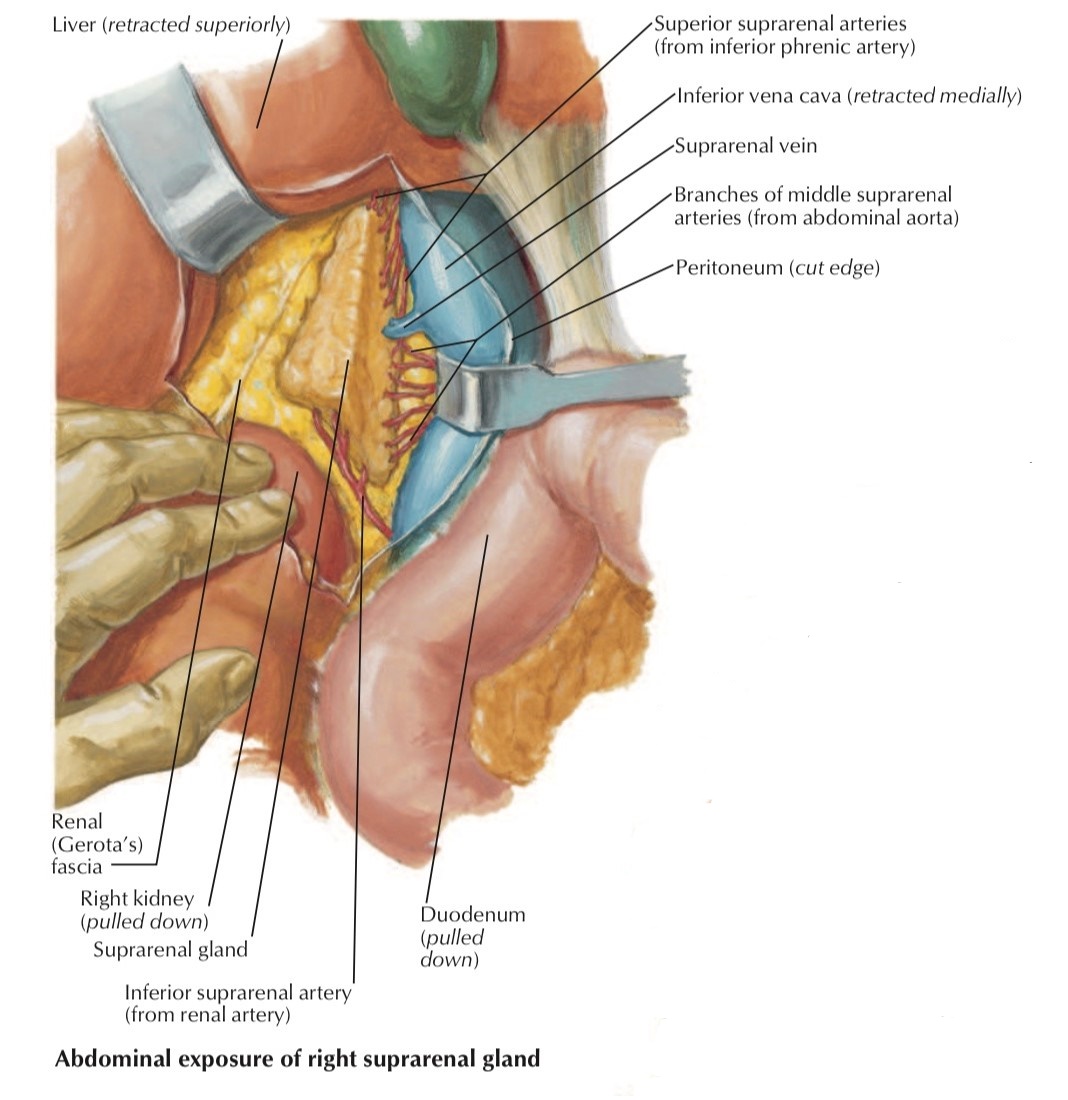 Liver (retracted superiorly)
Superior suprarenal arteries
(from inferior phrenic artery)
Inferior vena cava (retracted medially)
Suprarenal vein
Branches of middle suprarenal
arteries (from abdominal aorta)
Peritoneum (cut edge)
Renal
(Gerota's)
fascia
Right kidney
(pulled down)
Suprarenal gland
Inferior suprarenal artery
(from renal artery)
Duodenum
(pulled
down)
Abdominal exposure of right suprarenal gland